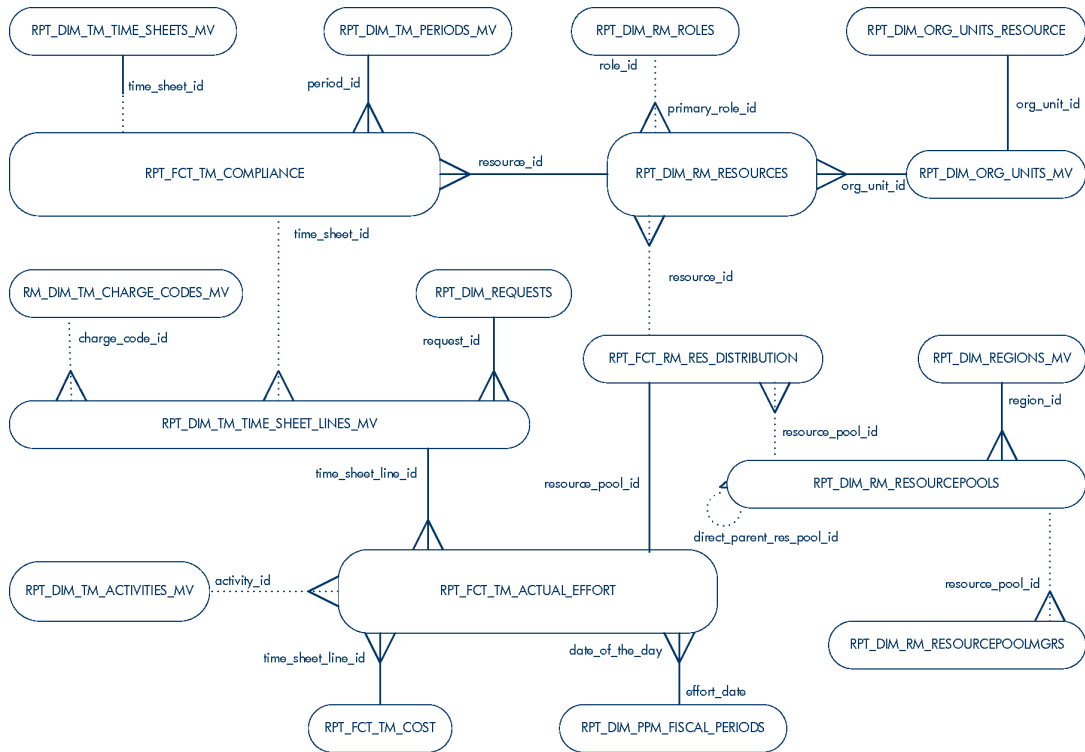 RPT_DIM_TM_TIME_SHEETS_MV
RPT_DIM_TM_PERIODS_MV
RPT_DIM_RM_ROLES
RPT_DIM_ORG_UNITS_RESOURCE
time_sheet_id
period_id
role_id
primary_role_id
org_unit_id
RPT_FCT_TM_COMPLIANCE
resource_id
RPT_DIM_RM_RESOURCES
org_unit_id
RPT_DIM_ORG_UNITS_MV
time_sheet_id
resource_id
RM_DIM_TM_CHARGE_CODES_MV
RPT_DIM_REQUESTS
charge_code_id
request_id
RPT_FCT_RM_RES_DISTRIBUTION
RPT_DIM_REGIONS_MV
region_id
RPT_DIM_TM_TIME_SHEET_LINES_MV
resource_pool_id
time_sheet_line_id
resource_pool_id
RPT_DIM_RM_RESOURCEPOOLS
direct_parent_res_pool_id
RPT_DIM_TM_ACTIVITIES_MV
activity_id
RPT_FCT_TM_ACTUAL_EFFORT
resource_pool_id
RPT_DIM_RM_RESOURCEPOOLMGRS
time_sheet_line_id
date_of_the_day
effort_date
RPT_FCT_TM_COST
RPT_DIM_PPM_FISCAL_PERIODS